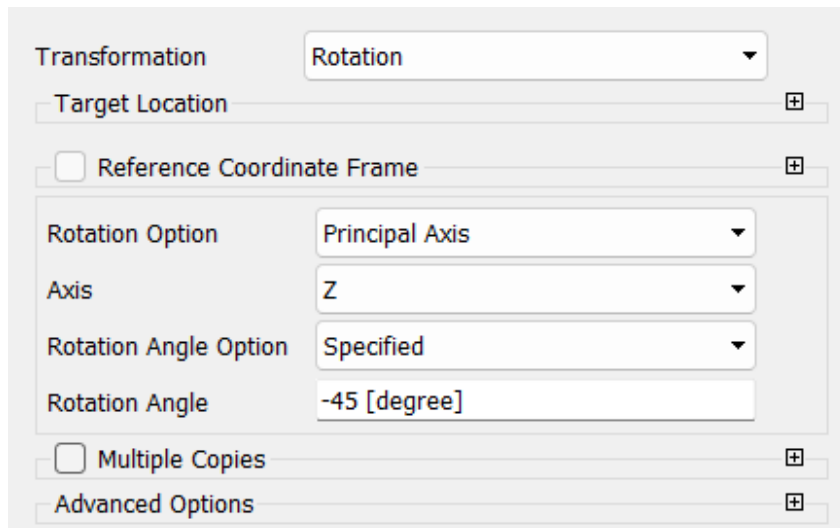 Transformation Rotation
Target Location
Reference Coordinate Frame
Rotation Option Principal Axis
Axis Z
Rotation Angle Option Specified
Rotation Angle -45 [degree]
Multiple Copies
Advanced Options